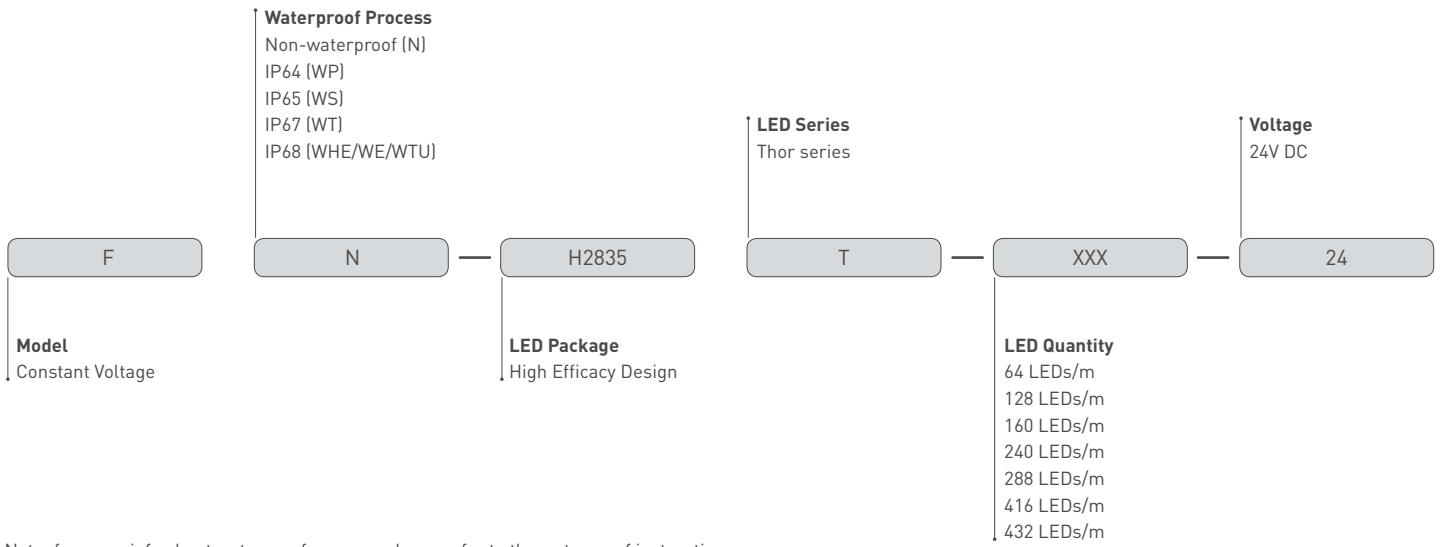 Waterproof Process
Non-waterproof (N)
IP64 (WP)
IP65 (WS)
IP67 (WT)
IP68 (WHE/WE/WTU)
LED Series
Thor series
Voltage
24V DC
F
N
H2835
T
XXX
24
Model
Constant Voltage
LED Package
High Efficacy Design
LED Quantity
64 LEDs/m
128 LEDs/m
160 LEDs/m
240 LEDs/m
288 LEDs/m
416 LEDs/m
432 LEDs/m